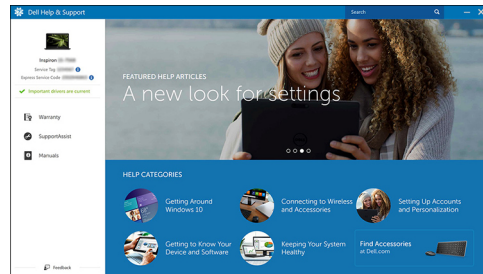 Dell Help & Support
Search
Inspiron
Service Tag
Express Service Code
Important drivers are current
Warranty
SupportAssist
Manuals
Feedback
FEATURED HELP ARTICLES
A new look for settings
HELP CATEGORIES
Getting Around
Windows 10
Connecting to Wireless
and Accessories
Setting Up Accounts
and Personalization
Getting to Know Your
Device and Software
Keeping Your System
Healthy
Find Accessories
at Dell.com